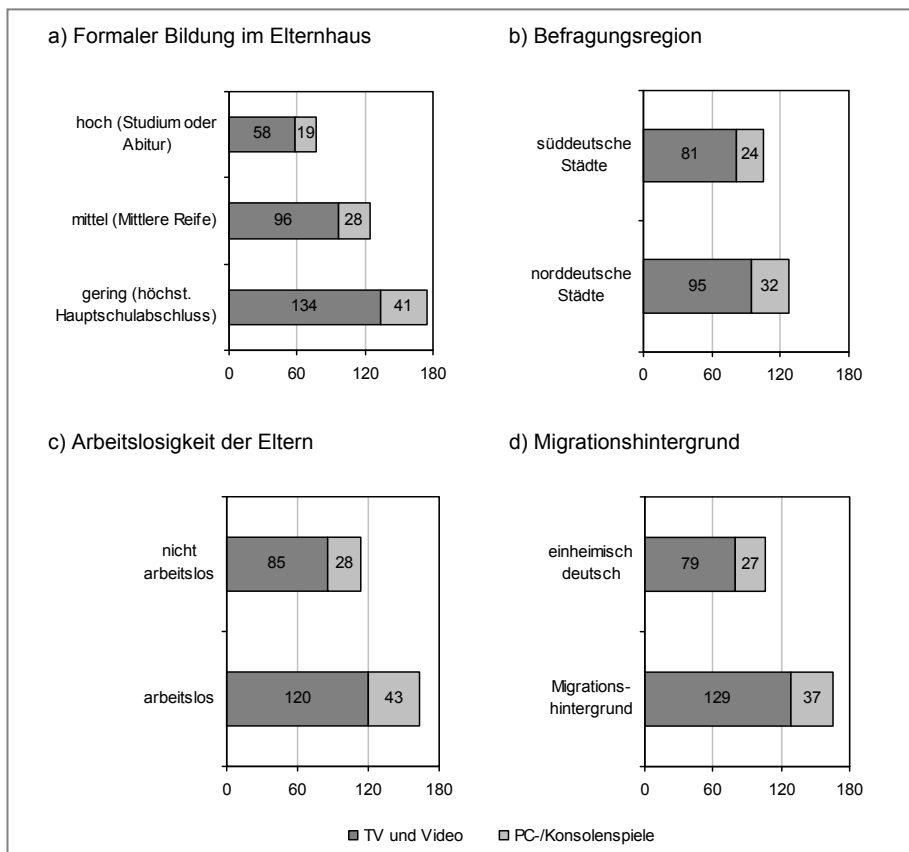 a) Formaler Bildung im Elternhaus
hoch (Studium oder
Abitur)
58
19
mittel (Mittlere Reife)
96
28
gering (höchst.
Hauptschulabschluss)
134
41
0
60
120
180
b) Befragungsregion
süddeutsche
Städte
81
24
norddeutsche
Städte
95
32
0
60
120
180
c) Arbeitslosigkeit der Eltern
nicht
arbeitslos
85
28
arbeitslos
120
43
0
60
120
180
d) Migrationshintergrund
einheimisch
deutsch
79
27
Migrations-
hintergrund
129
37
0
60
120
180
TV und Video
PC-/Konsolenspiele